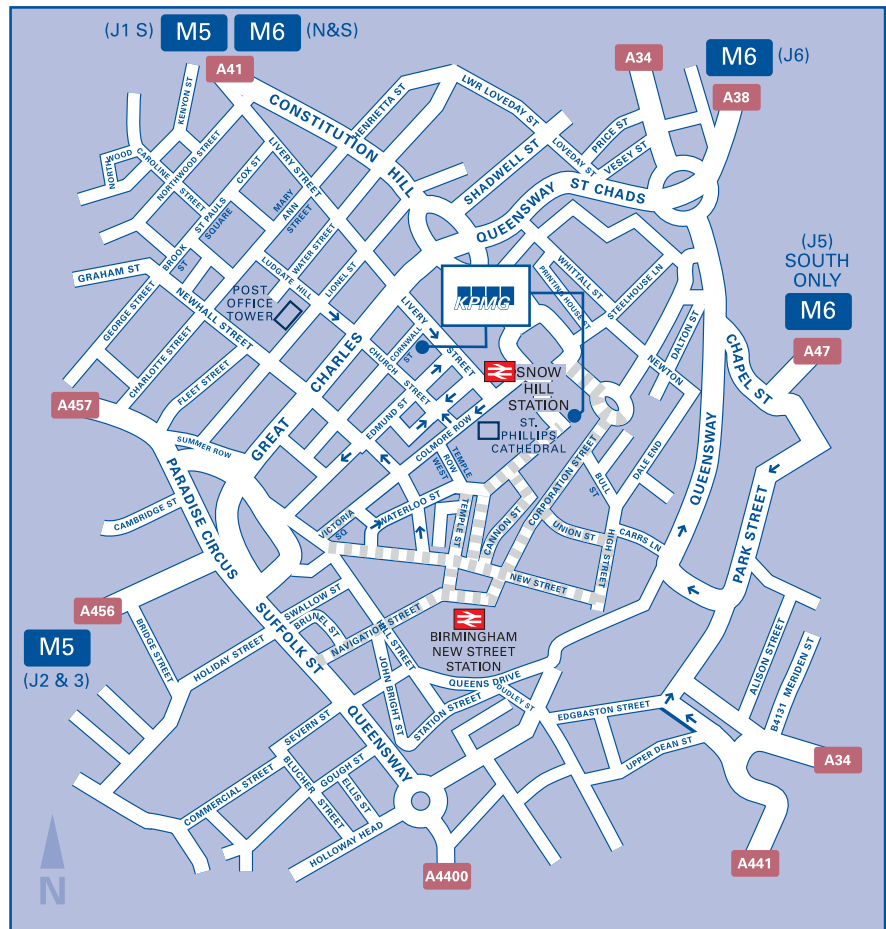 (J1 S) M5 M6 (N&S)
A41
A34
M6 (J6)
A38
KENYON ST
CONSTITUTION HILL
HENRIETTA ST
LWR LOVEDAY ST
LOVEDAY ST
PRICE ST
VESEY ST
SHADWELL ST
QUEENSWAY ST CHADS
NORTHWOOD
CAROLINE STREET
NORTHWOOD STREET
LIVERY STREET
COX ST
ST PAULS SQUARE
MARY ANN STREET
BROOK ST
WATER STREET
LUDGATE HILL
LIONEL ST
GRAHAM ST
GEORGE STREET
NEWHALL STREET
CHARLOTTE STREET
FLEET STREET
POST
OFFICE
TOWER
GREAT CHARLES
KPMG
WHITTALL ST
PRINTING HOUSE ST
STEELHOUSE LN
(J5)
SOUTH
ONLY
M6
A47
DALTON ST
NEWTON
CHAPEL ST
LIVERY STREET
CORNWALL ST
CHURCH STREET
EDMUND ST
COLMORE ROW
SNOW
HILL
STATION
ST.
PHILLIPS
CATHEDRAL
A457
SUMMER ROW
TEMPLE ROW WEST
CORPORATION STREET
BULL ST
DALE END
QUEENSWAY
PARADISE CIRCUS
CAMBRIDGE ST
VICTORIA SQ
WATERLOO ST
TEMPLE ST
CANNON ST
UNION ST
CARRS LN
HIGH STREET
PARK STREET
NEW STREET
A456
M5
(J2 & 3)
BRIDGE STREET
HOLIDAY STREET
SUFFOLK ST
SWALLOW ST
BRUNEL ST
NAVIGATION STREET
HILL STREET
BIRMINGHAM
NEW STREET
STATION
JOHN BRIGHT ST
QUEENS DRIVE
STATION STREET
DUDLEY ST
EDGBASTON STREET
ALISON STREET
B4131 MERIDEN ST
UPPER DEAN ST
A34
QUEENSWAY
SEVERN ST
COMMERCIAL STREET
BLUCHER STREET
GOUGH ST
ELLIS ST
HOLLOWAY HEAD
A4400
A441
N